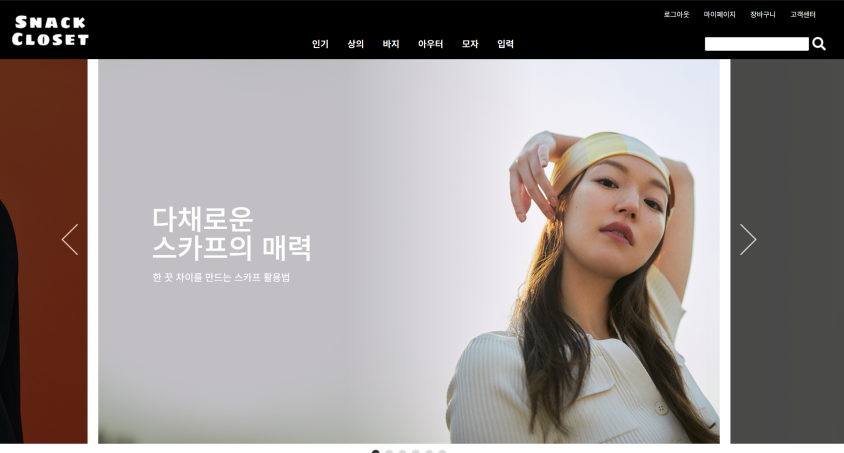 SNACK
CLOSET
로그아웃 마이페이지 장바구니 고객센터
인기 상의 바지 아우터 모자 입력
다채로운
스카프의 매력
한 끗 차이를 만드는 스카프 활용법